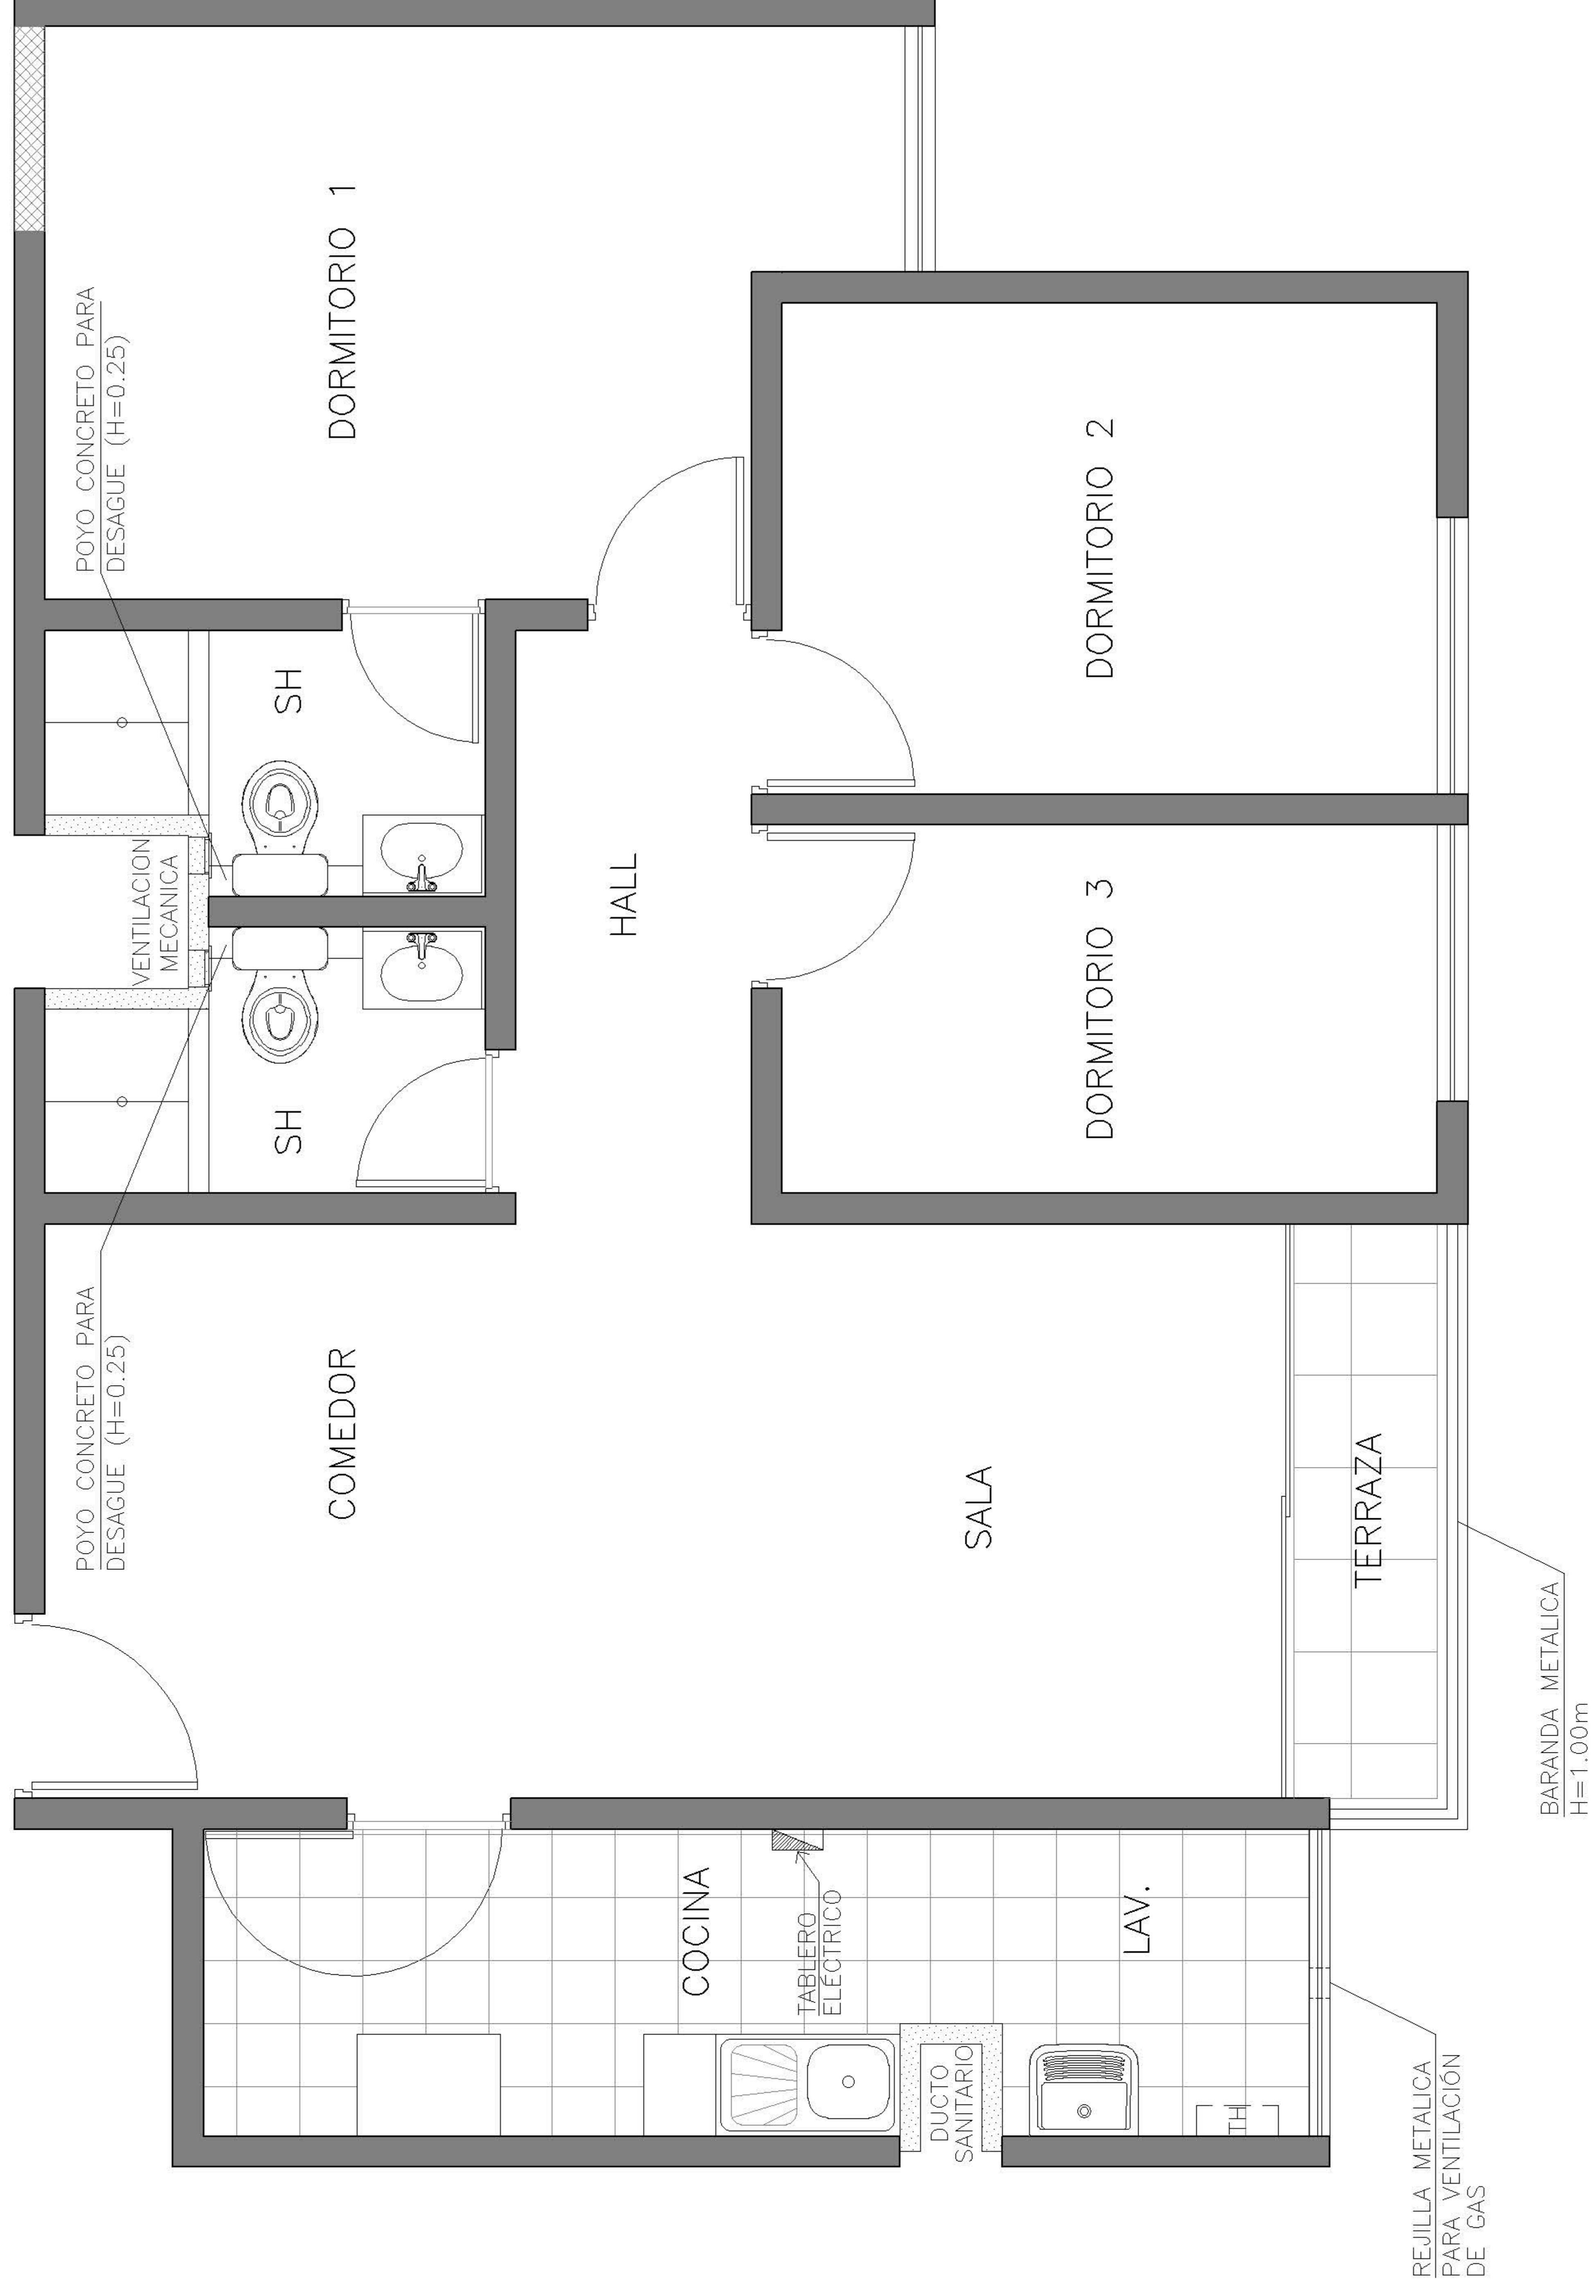 POYO CONCRETO PARA
DESAGUE (H=0.25)
POYO CONCRETO PARA
DESAGUE (H=0.25)
VENTILACION
MECANICA
SH
SH
COMEDOR
DORMITORIO 1
HALL
COCINA
TABLERO
ELÉCTRICO
DUCTO
SANITARIO
SALA
DORMITORIO 3
DORMITORIO 2
LAV.
TH
TERRAZA
REJILLA METALICA
PARA VENTILACIÓN
DE GAS
BARANDA METALICA
H=1.00m